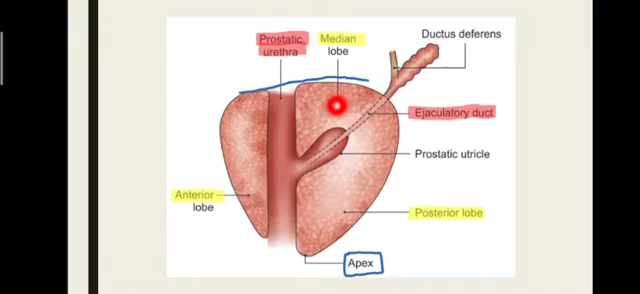 Prostatic
urethra
Median
lobe
Ductus deferens
Ejaculatory duct
Prostatic utricle
Anterior
lobe
Posterior lobe
Apex